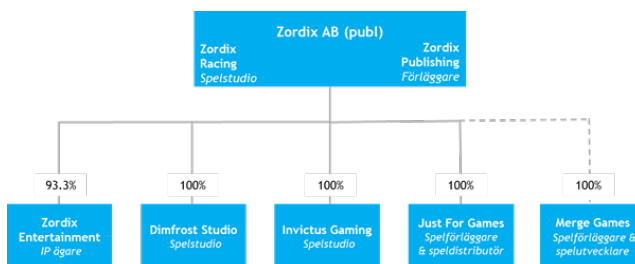 Zordix AB (publ)
Zordix
Racing
Spelstudio
Zordix
Publishing
Förläggare
93.3%
100%
100%
100%
100%
Zordix
Entertainment
IP ägare
Dimfrost Studio
Spelstudio
Invictus Gaming
Spelstudio
Just For Games
Spelförläggare
& speldistributör
Merge Games
Spelförläggare &
spelutvecklare